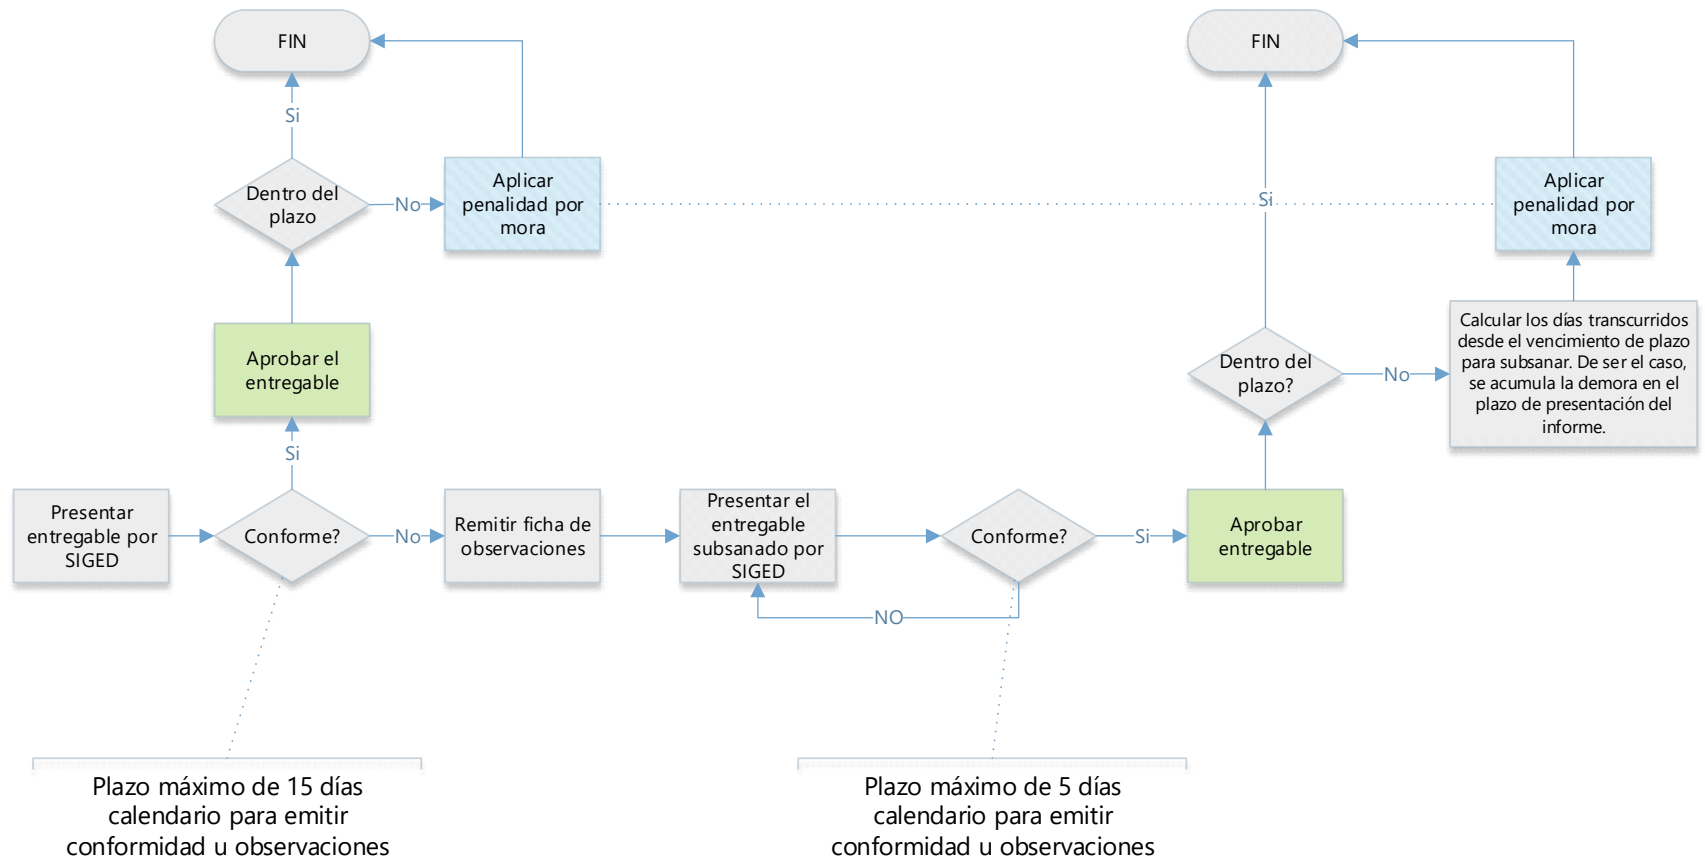 FIN
FIN
Si
Dentro del
plazo
No
Aplicar
penalidad por
mora
Si
Aplicar
penalidad por
mora
Aprobar el
entregable
Dentro del
plazo?
No
Calcular los días transcurridos
desde el vencimiento de plazo
para subsanar. De ser el caso,
se acumula la demora en el
plazo de presentación del
informe.
Si
Presentar
entregable por
SIGED
Conforme?
No
Remitir ficha de
observaciones
Presentar el
entregable
subsanado por
SIGED
Conforme?
Si
Aprobar
entregable
NO
Plazo máximo de 15 días
calendario para emitir
conformidad u observaciones
Plazo máximo de 5 días
calendario para emitir
conformidad u observaciones